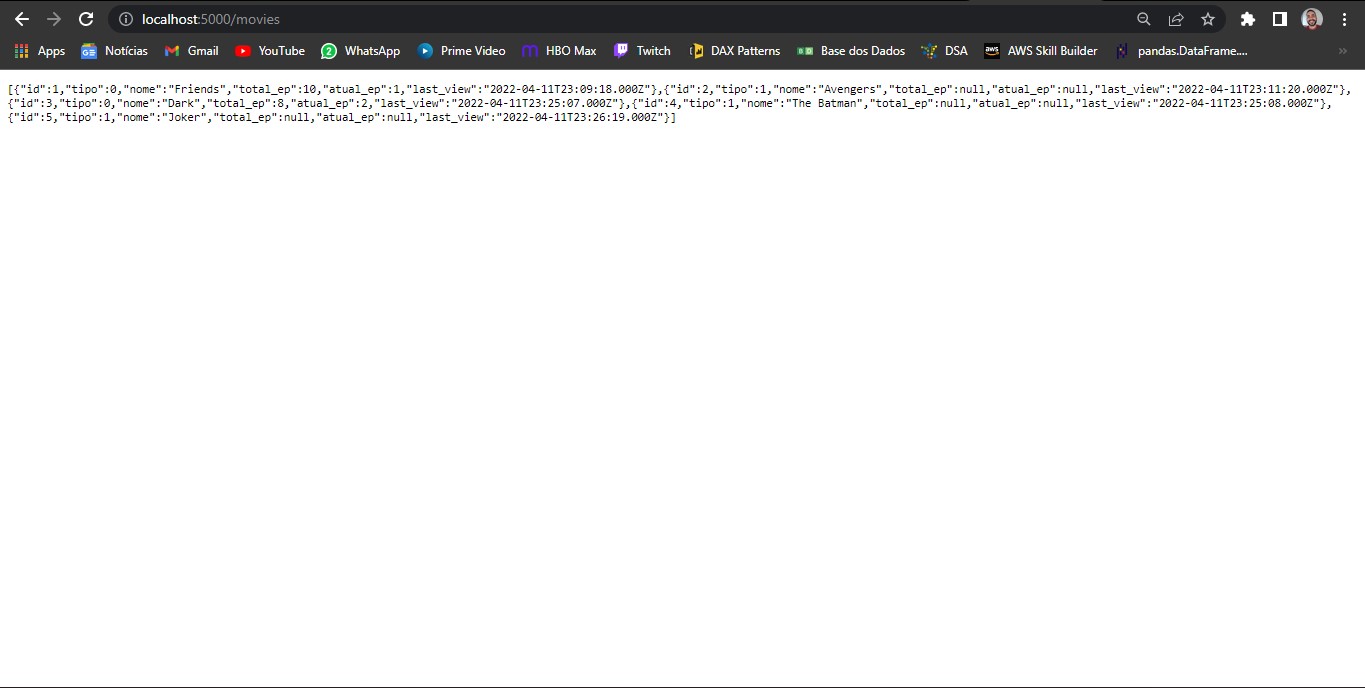 localhost:5000/movies
Apps Notícias Gmail YouTube WhatsApp Prime Video HBO Max Twitch DAX Patterns Base dos Dados DSA aws AWS Skill Builder pandas.DataFrame.... »
[{"id":1,"tipo":0,"nome":"Friends","total_ep":10,"atual_ep":1,"last_view":"2022-04-11T23:09:18.000Z"},{"id":2,"tipo":1,"nome":"Avengers","total_ep":null,"atual_ep":null,"last_view":"2022-04-11T23:11:20.000Z"},
{"id":3,"tipo":0,"nome":"Dark","total_ep":8,"atual_ep":2,"last_view":"2022-04-11T23:25:07.000Z"},{"id":4,"tipo":1,"nome":"The Batman","total_ep":null,"atual_ep":null,"last_view":"2022-04-11T23:25:08.000Z"},
{"id":5,"tipo":1,"nome":"Joker","total_ep":null,"atual_ep":null,"last_view":"2022-04-11T23:26:19.000Z"}]